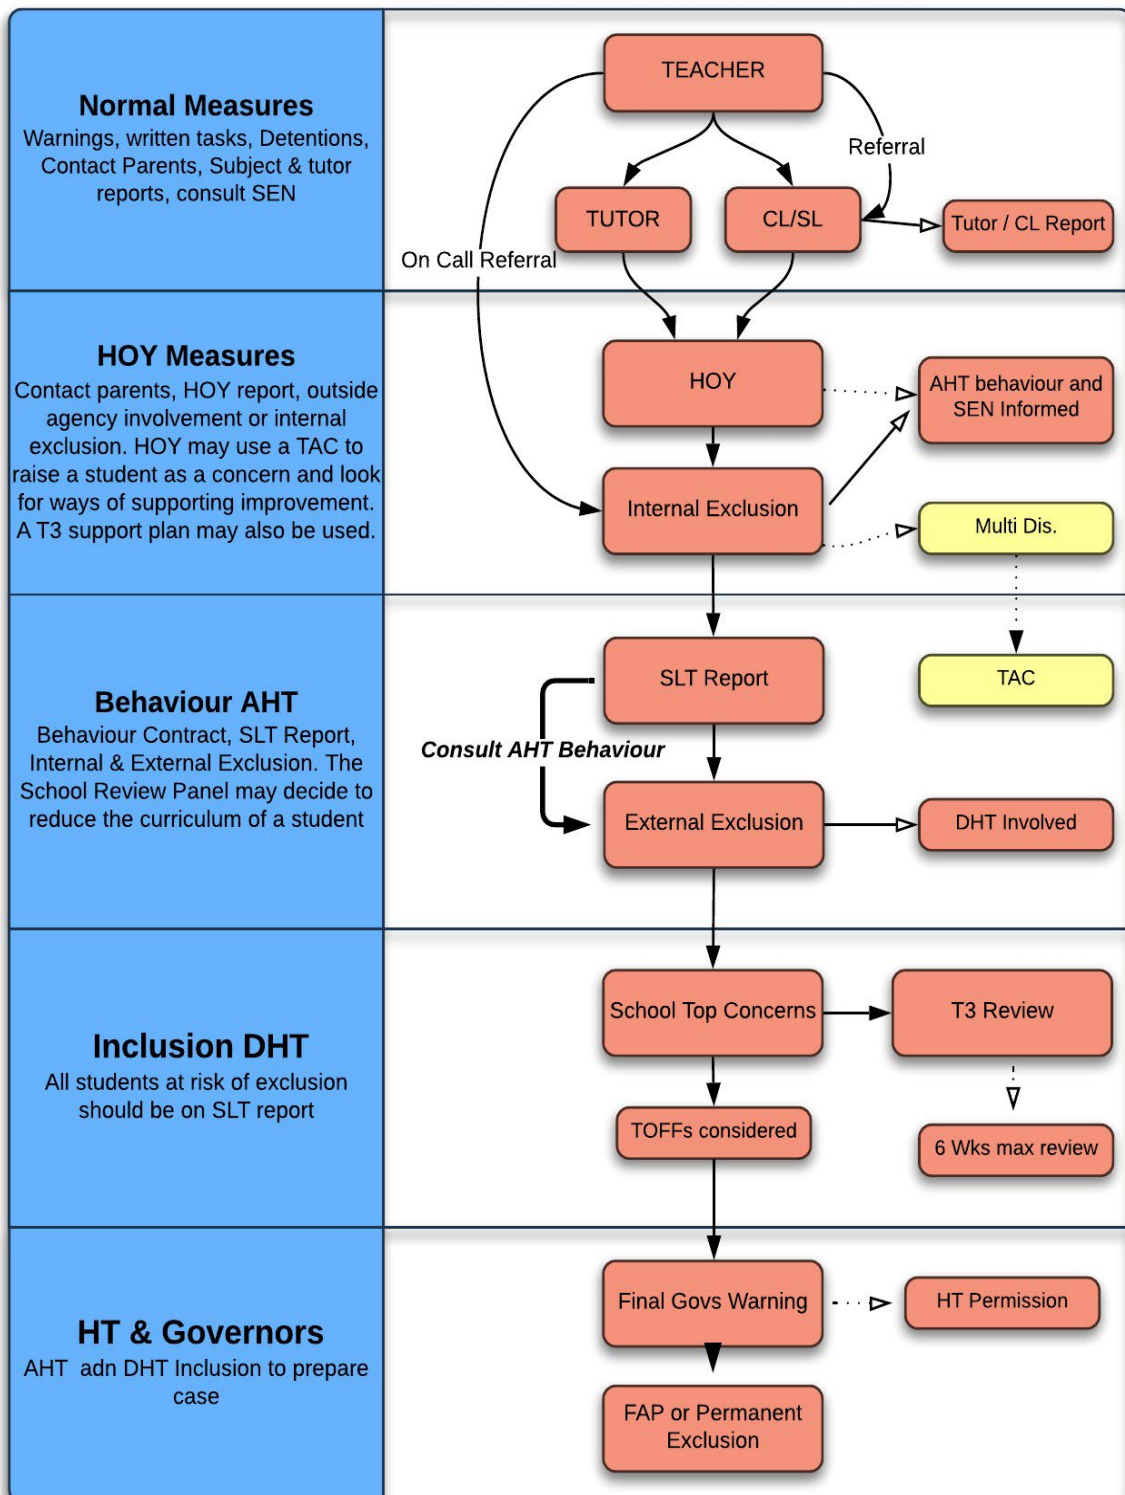 Normal Measures
Warnings, written tasks, Detentions,
Contact Parents, Subject & tutor
reports, consult SEN
TEACHER
Referral
TUTOR
CL/SL
Tutor / CL Report
On Call Referral
HOY Measures
Contact parents, HOY report, outside
agency involvement or internal
exclusion. HOY may use a TAC to
raise a student as a concern and look
for ways of supporting improvement.
A T3 support plan may also be used.
HOY
AHT behaviour and
SEN Informed
Internal Exclusion
Multi Dis.
Behaviour AHT
Behaviour Contract, SLT Report,
Internal & External Exclusion. The
School Review Panel may decide to
reduce the curriculum of a student
SLT Report
TAC
Consult AHT Behaviour
External Exclusion
DHT Involved
Inclusion DHT
All students at risk of exclusion
should be on SLT report
School Top Concerns
T3 Review
TOFFs considered
6 Wks max review
HT & Governors
AHT  adn DHT Inclusion to prepare
case
Final Govs Warning
HT Permission
FAP or Permanent
Exclusion